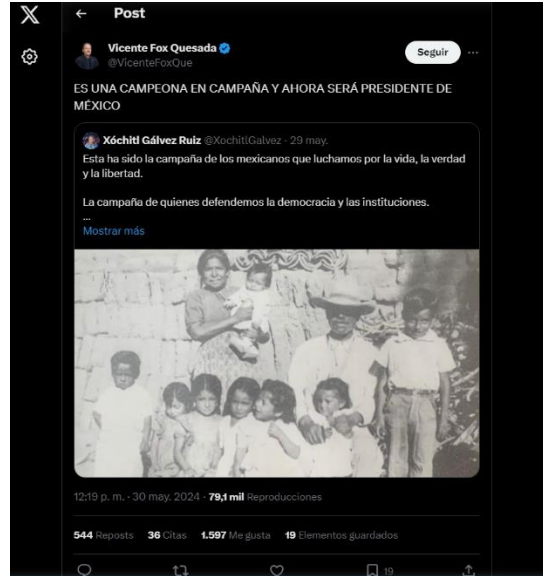 Post
Vicente Fox Quesada
@VicenteFoxQue
Seguir
ES UNA CAMPEONA EN CAMPAÑA Y AHORA SERÁ PRESIDENTE DE
MÉXICO
Xóchitl Gálvez Ruiz @XochitlGalvez · 29 may.
Esta ha sido la campaña de los mexicanos que luchamos por la vida, la verdad
y la libertad.
La campaña de quienes defendemos la democracia y las instituciones.
...
Mostrar más
12:19 p. m. · 30 may. 2024 · 79,1 mil Reproducciones
544 Reposts 36 Citas 1.597 Me gusta 19 Elementos guardados
19